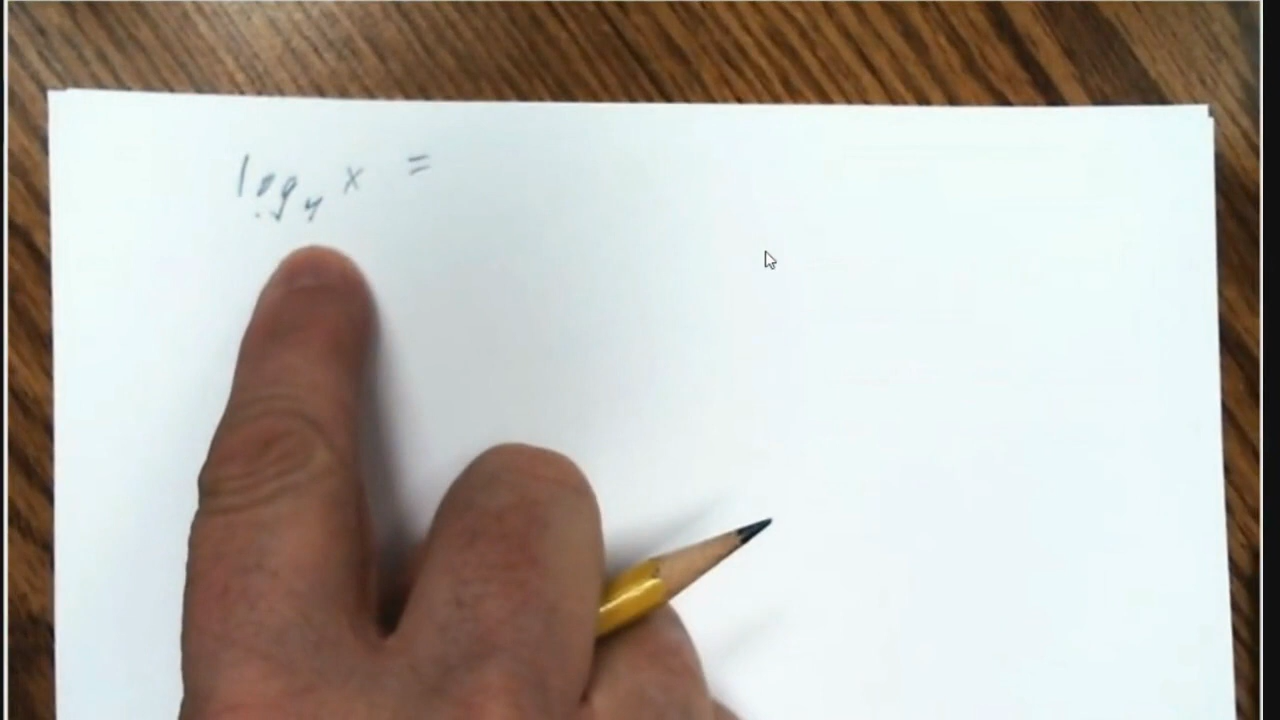 log₄ x =